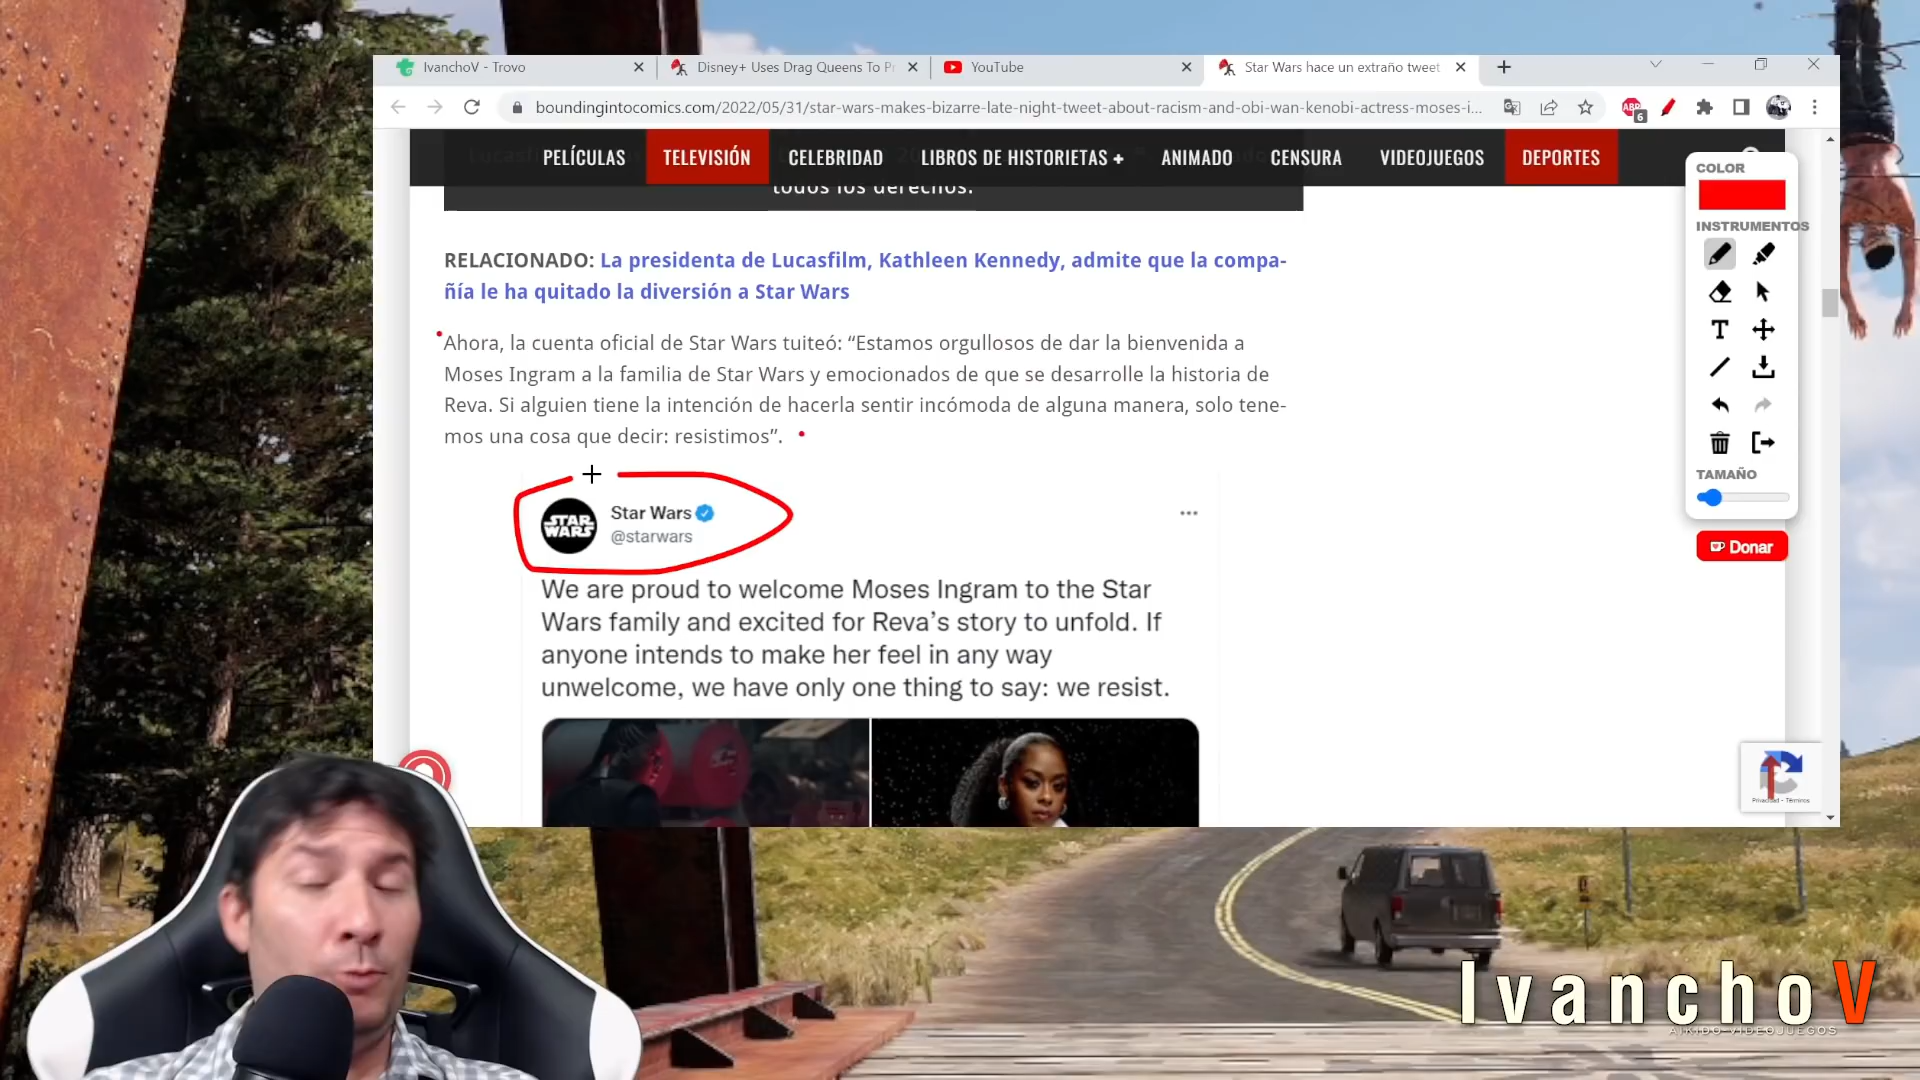 IvanchoV - Trovo
Disney+ Uses Drag Queens To Pr
YouTube
Star Wars hace un extraño tweet
boundingintocomics.com/2022/05/31/star-wars-makes-bizarre-late-night-tweet-about-racism-and-obi-wan-kenobi-actress-moses-i...
ABP
6
PELÍCULAS
TELEVISIÓN
CELEBRIDAD
LIBROS DE HISTORIETAS +
ANIMADO
CENSURA
VIDEOJUEGOS
DEPORTES
todos los derechos.
RELACIONADO: La presidenta de Lucasfilm, Kathleen Kennedy, admite que la compa-
ñía le ha quitado la diversión a Star Wars
Ahora, la cuenta oficial de Star Wars tuiteó: “Estamos orgullosos de dar la bienvenida a
Moses Ingram a la familia de Star Wars y emocionados de que se desarrolle la historia de
Reva. Si alguien tiene la intención de hacerla sentir incómoda de alguna manera, solo tene-
mos una cosa que decir: resistimos”.
STAR
WARS
Star Wars
@starwars
We are proud to welcome Moses Ingram to the Star
Wars family and excited for Reva’s story to unfold. If
anyone intends to make her feel in any way
unwelcome, we have only one thing to say: we resist.
COLOR
INSTRUMENTOS
T
TAMAÑO
Donar
Privacidad - Términos
IvanchoV
AIKIDO-VIDEOJUEGOS